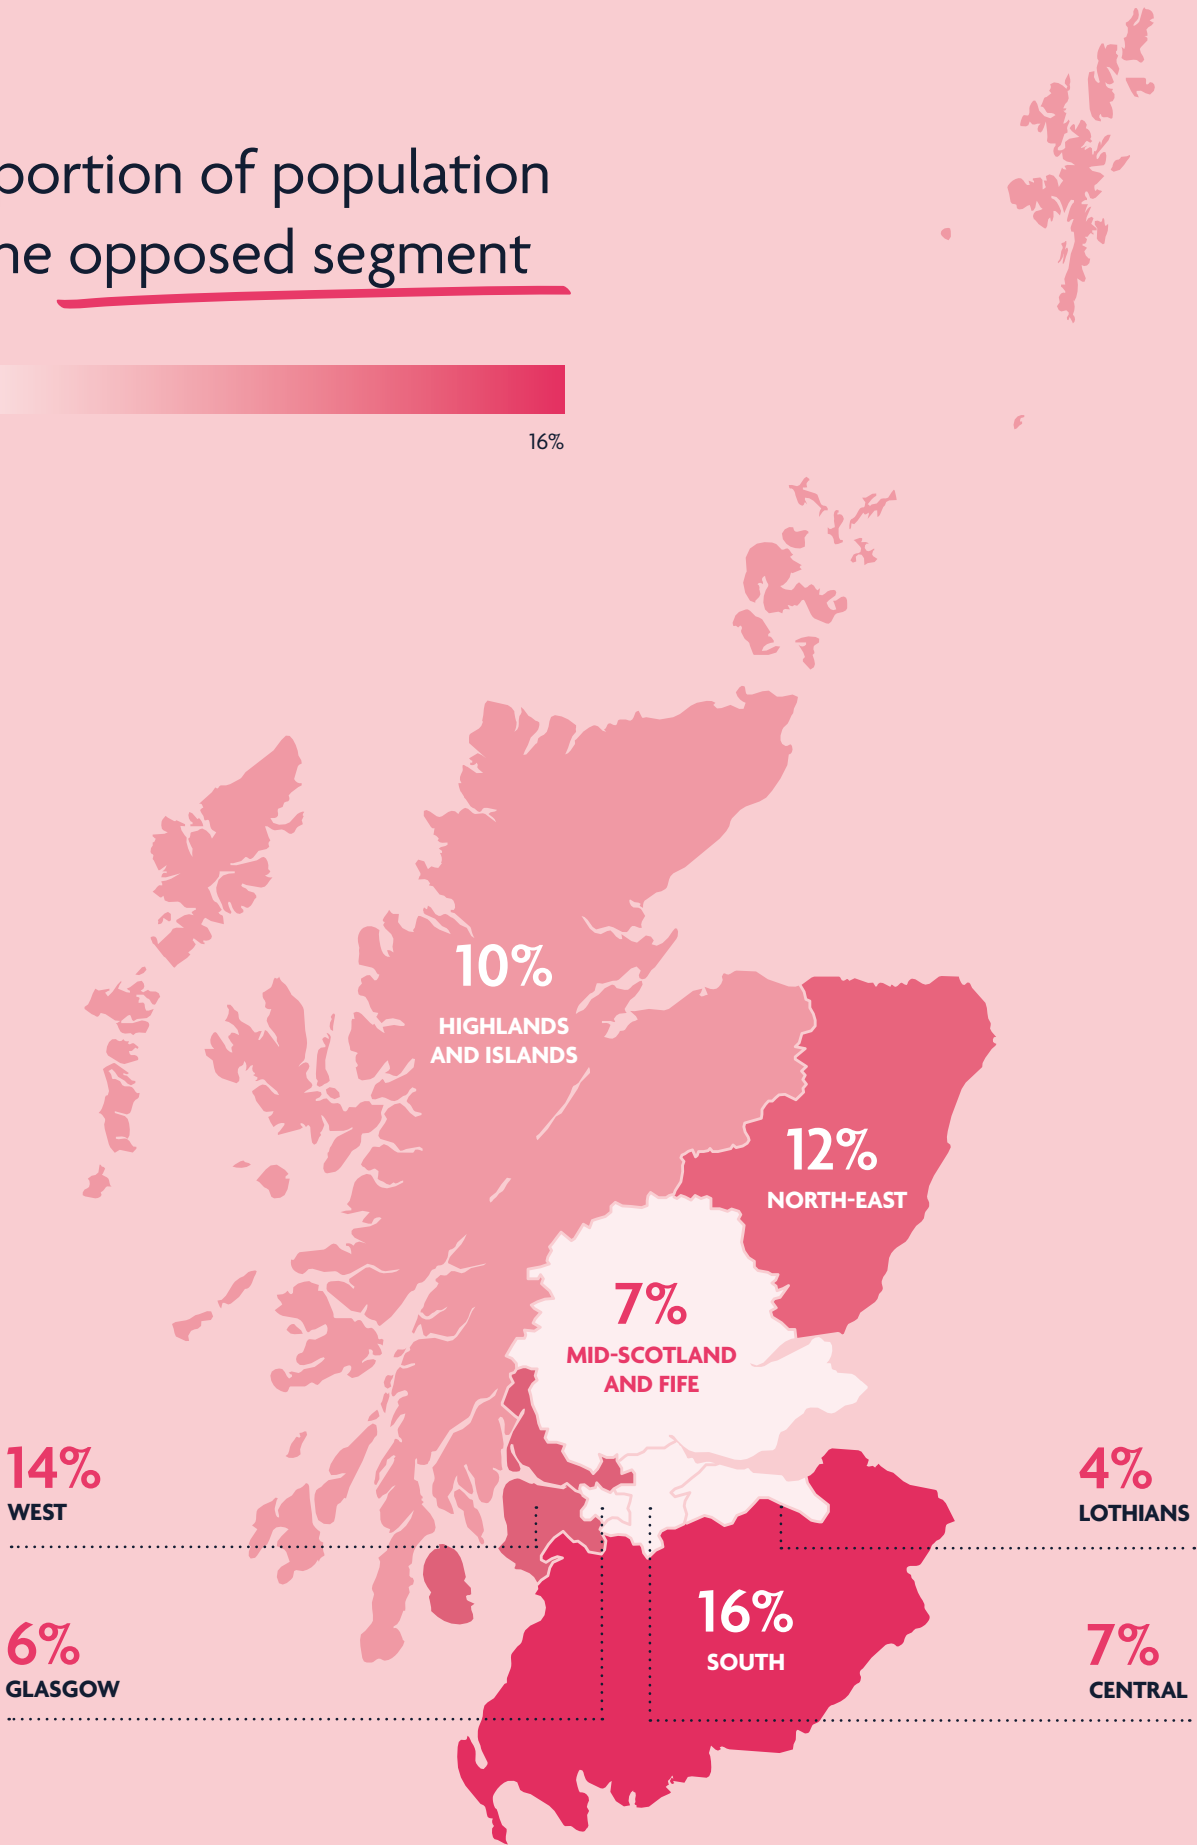 portion of population
he opposed segment
16%
10%
HIGHLANDS
AND ISLANDS
12%
NORTH-EAST
7%
MID-SCOTLAND
AND FIFE
14%
WEST
4%
LOTHIANS
16%
SOUTH
6%
GLASGOW
7%
CENTRAL